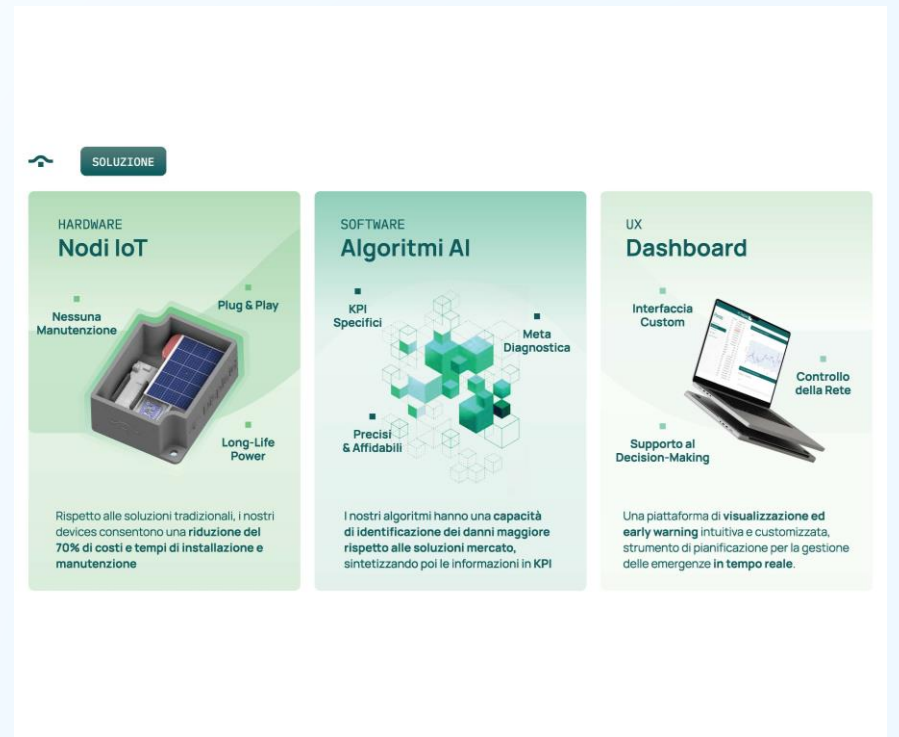 SOLUZIONE
HARDWARE
Nodi IoT
Nessuna
Manutenzione
Plug & Play
Long-Life
Power
Rispetto alle soluzioni tradizionali, i nostri
devices consentono una riduzione del
70% di costi e tempi di installazione e
manutenzione
SOFTWARE
Algoritmi AI
KPI
Specifici
Meta
Diagnostica
Precisi
& Affidabili
I nostri algoritmi hanno una capacità
di identificazione dei danni maggiore
rispetto alle soluzioni mercato,
sintetizzando poi le informazioni in KPI
UX
Dashboard
Interfaccia
Custom
Controllo
della Rete
Supporto al
Decision-Making
Una piattaforma di visualizzazione ed
early warning intuitiva e customizzata,
strumento di pianificazione per la gestione
delle emergenze in tempo reale.